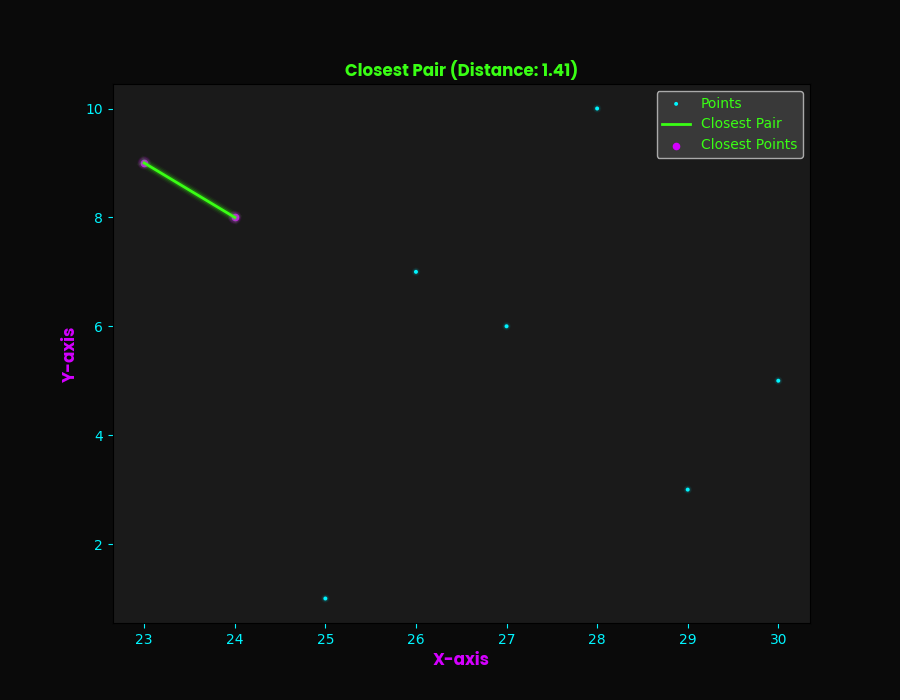 Closest Pair (Distance: 1.41)
Points
Closest Pair
Closest Points
10
8
6
4
2
Y-axis
23 24 25 26 27 28 29 30
X-axis